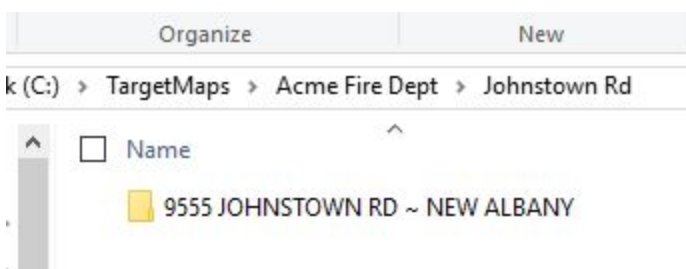 Organize New
k (C:) > TargetMaps > Acme Fire Dept > Johnstown Rd
Name
9555 JOHNSTOWN RD ~ NEW ALBANY